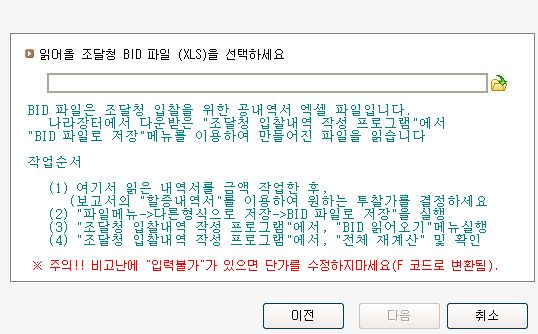 읽어올 조달청 BID 파일 (XLS)을 선택하세요
BID 파일은 조달청 입찰을 위한 공내역서 엑셀 파일입니다.
나라장터에서 다운받은 "조달청 입찰내역 작성 프로그램"에서
"BID 파일로 저장"메뉴를 이용하여 만들어진 파일을 읽습니다
작업순서
(1) 여기서 읽은 내역서를 금액 작업한 후,
(보고서의 "할증내역서"를 이용하여 원하는 투찰가를 결정하세요
(2) "파일메뉴->다른형식으로 저장->BID 파일로 저장"을 실행
(3) "조달청 입찰내역 작성 프로그램"에서, "BID 읽어오기"메뉴실행
(4) "조달청 입찰내역 작성 프로그램"에서, "전체 재계산" 및 확인
※ 주의!! 비고난에 "입력불가"가 있으면 단가를 수정하지마세요(F 코드로 변환됨).
이전 다음 취소